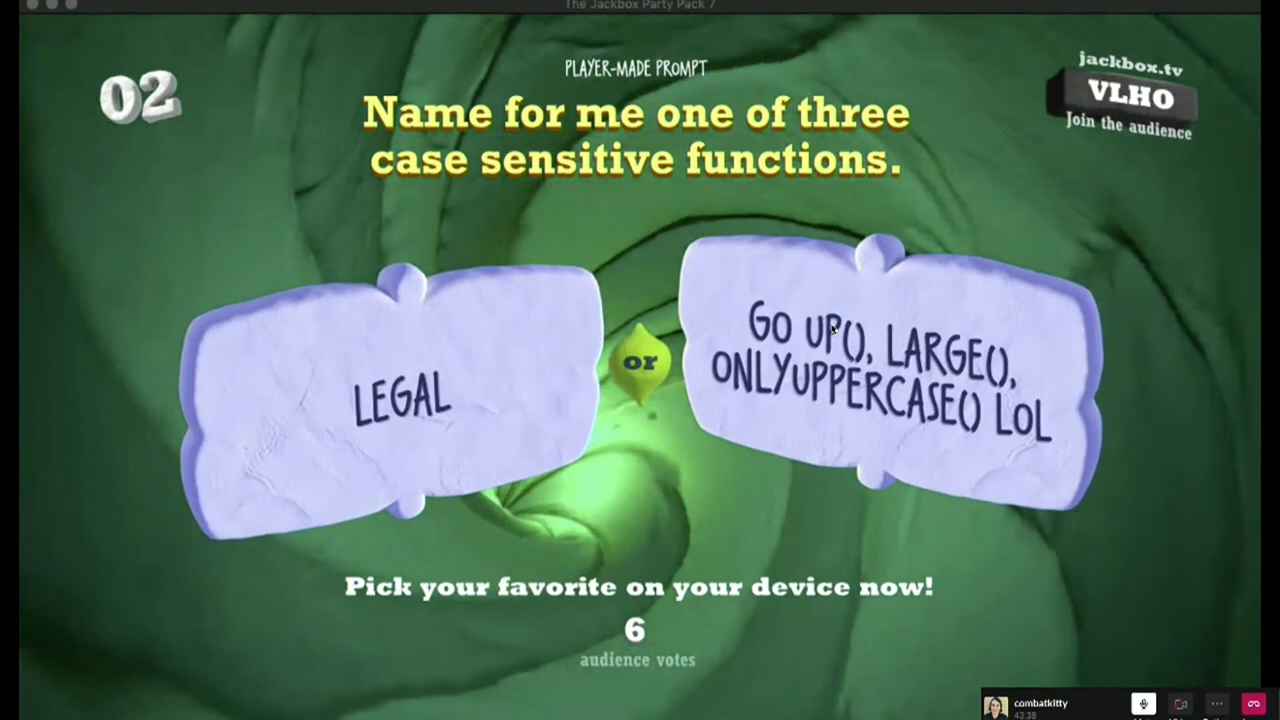 The Jackbox Party Pack 7
02
PLAYER-MADE PROMPT
Name for me one of three
case sensitive functions.
jackbox.tv
VLHO
Join the audience
LEGAL
or
GO UP(), LARGE(),
ONLYUPPERCASE() LOL
Pick your favorite on your device now!
6
audience votes
combatkitty
43:38